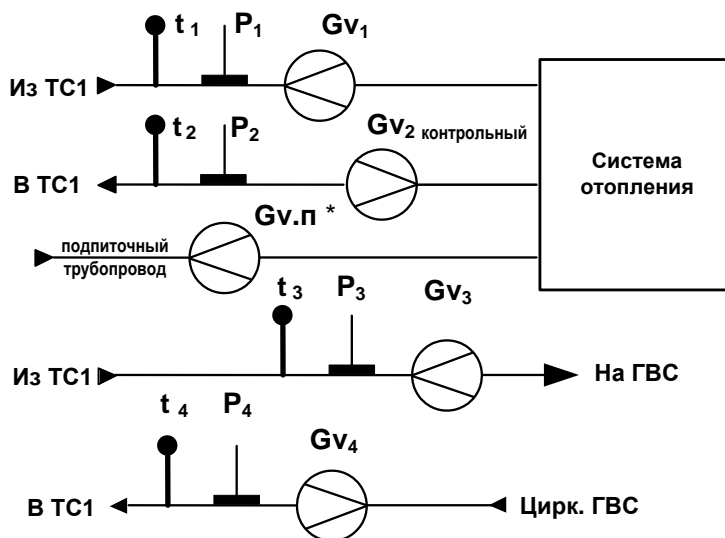 t 1 P1 Gv1
Из ТС1
t 2 P2 Gv2 контрольный
В ТС1
Система
отопления
Gv.п *
подпиточный
трубопровод
t 3 P3 Gv3
Из ТС1
На ГВС
t 4 P4 Gv4
В ТС1
Цирк. ГВС